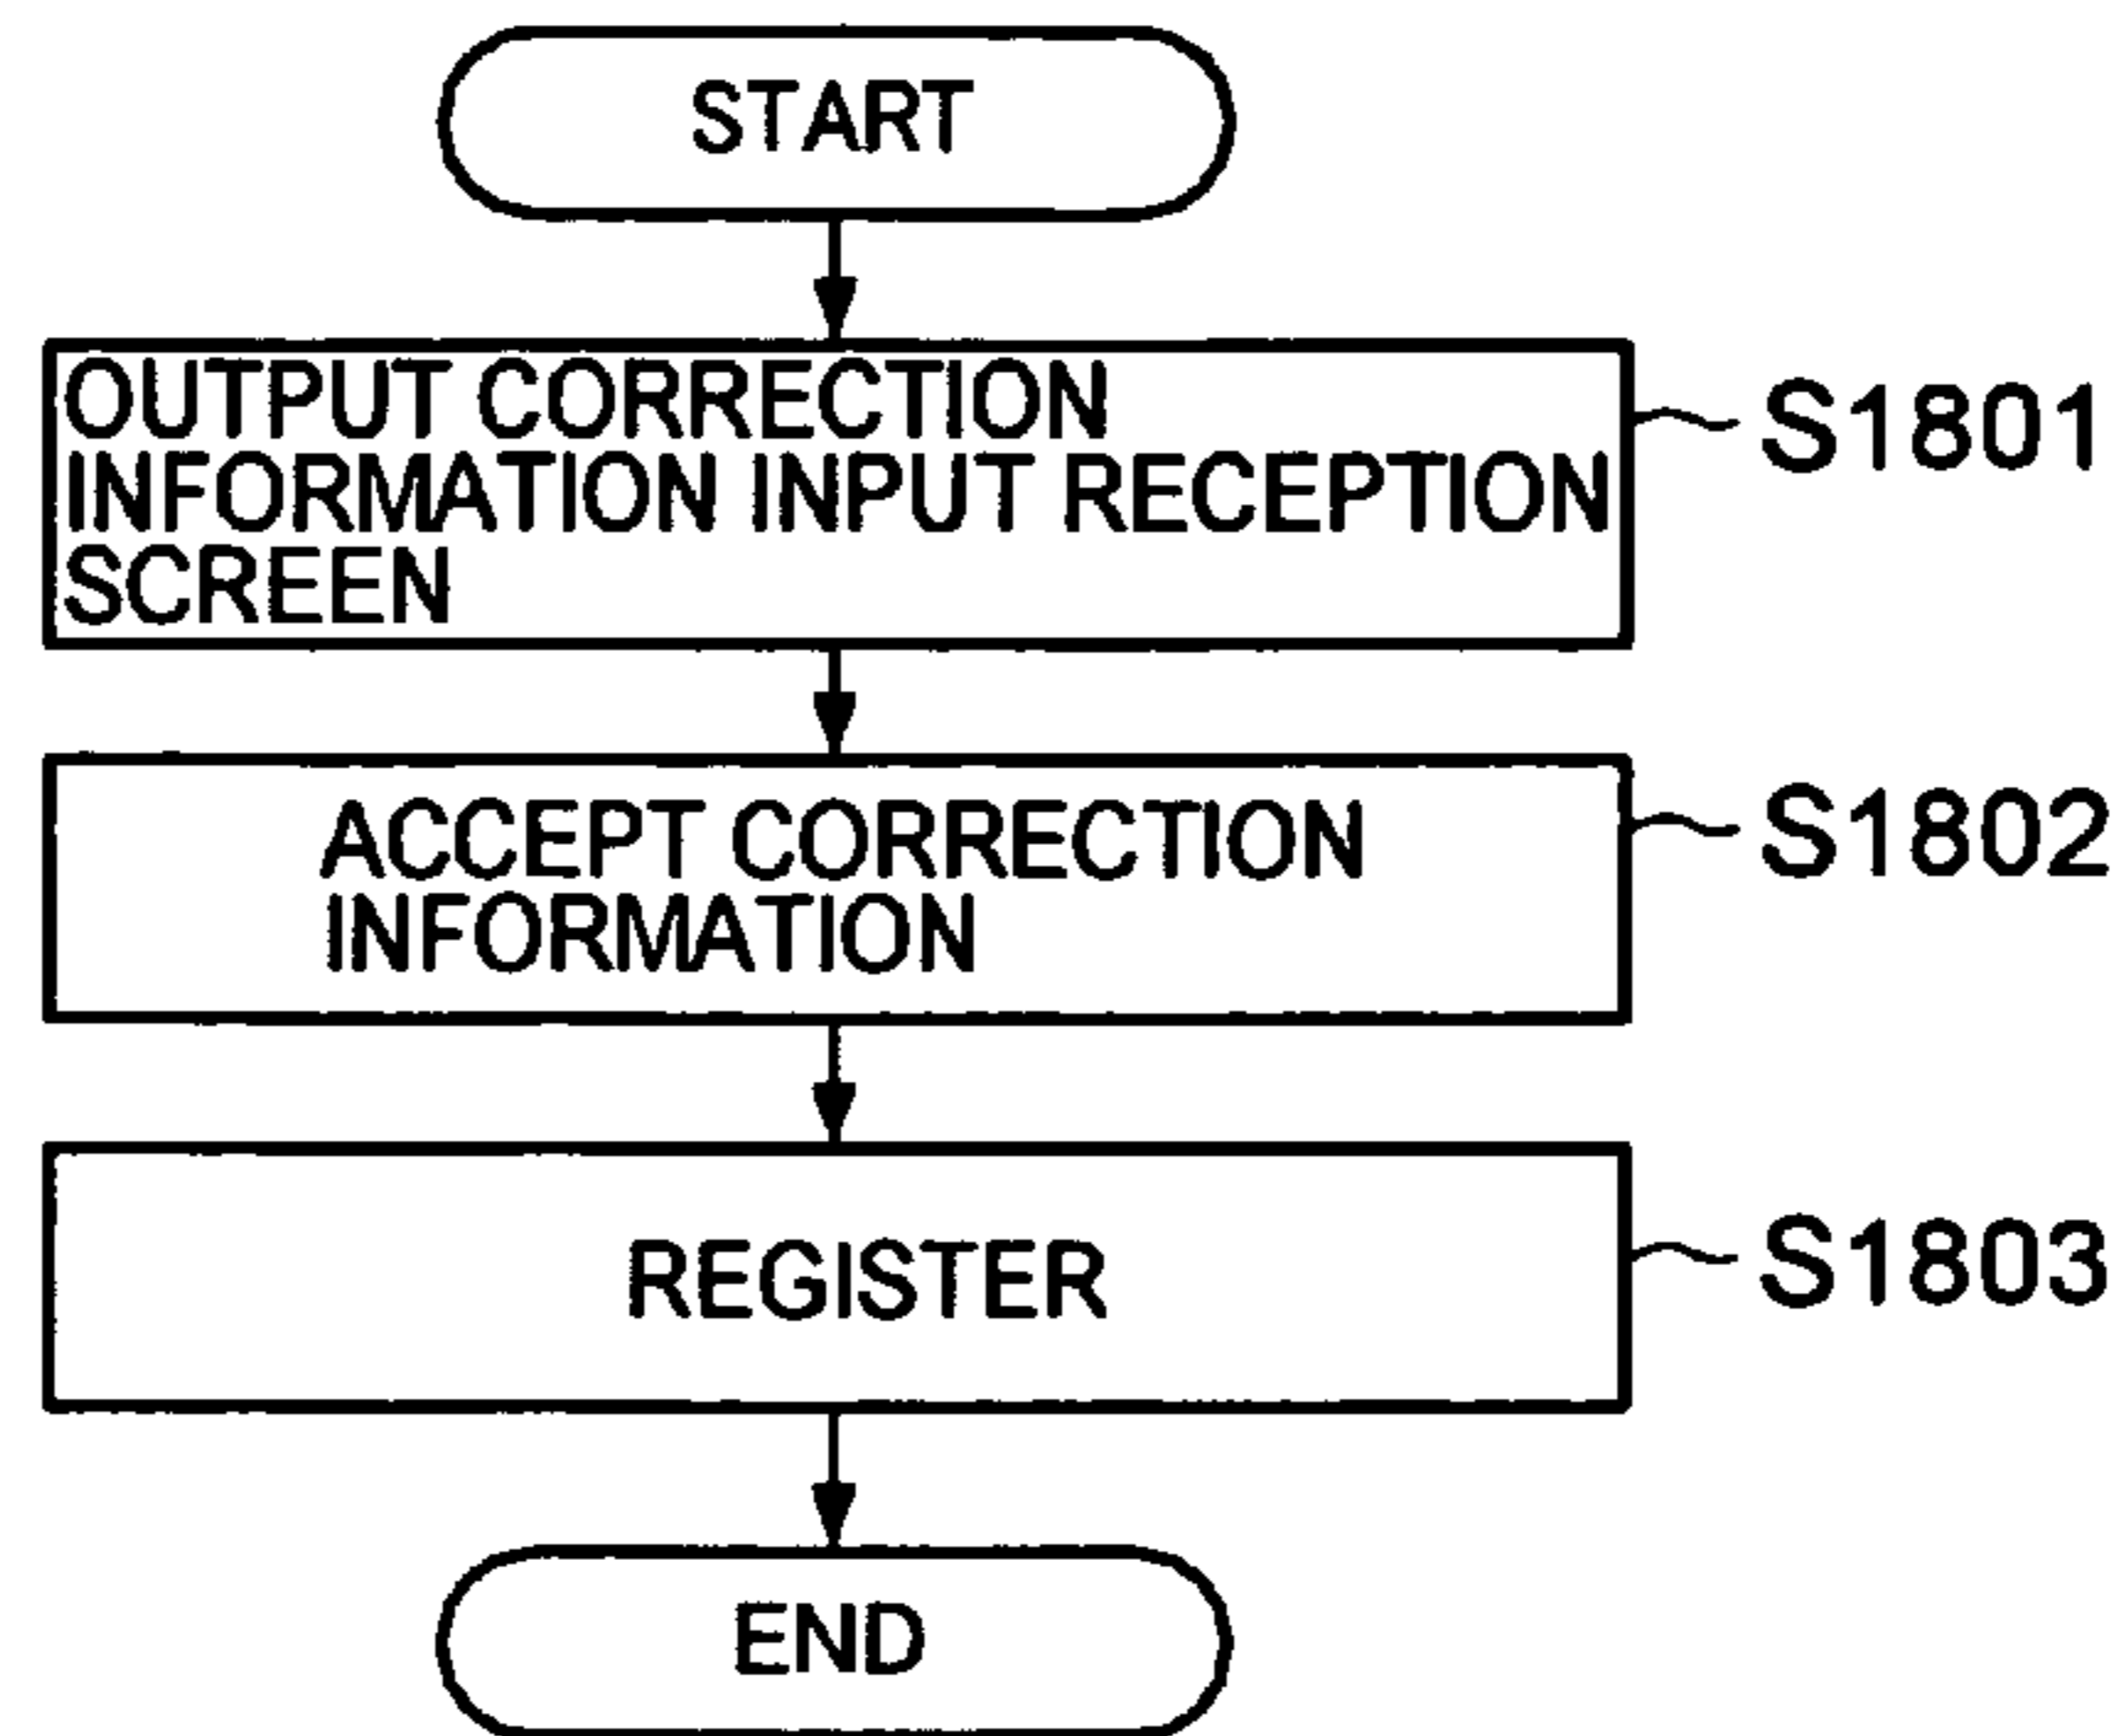 START
OUTPUT CORRECTION
INFORMATION INPUT RECEPTION
SCREEN
S1801
ACCEPT CORRECTION
INFORMATION
S1802
REGISTER
S1803
END